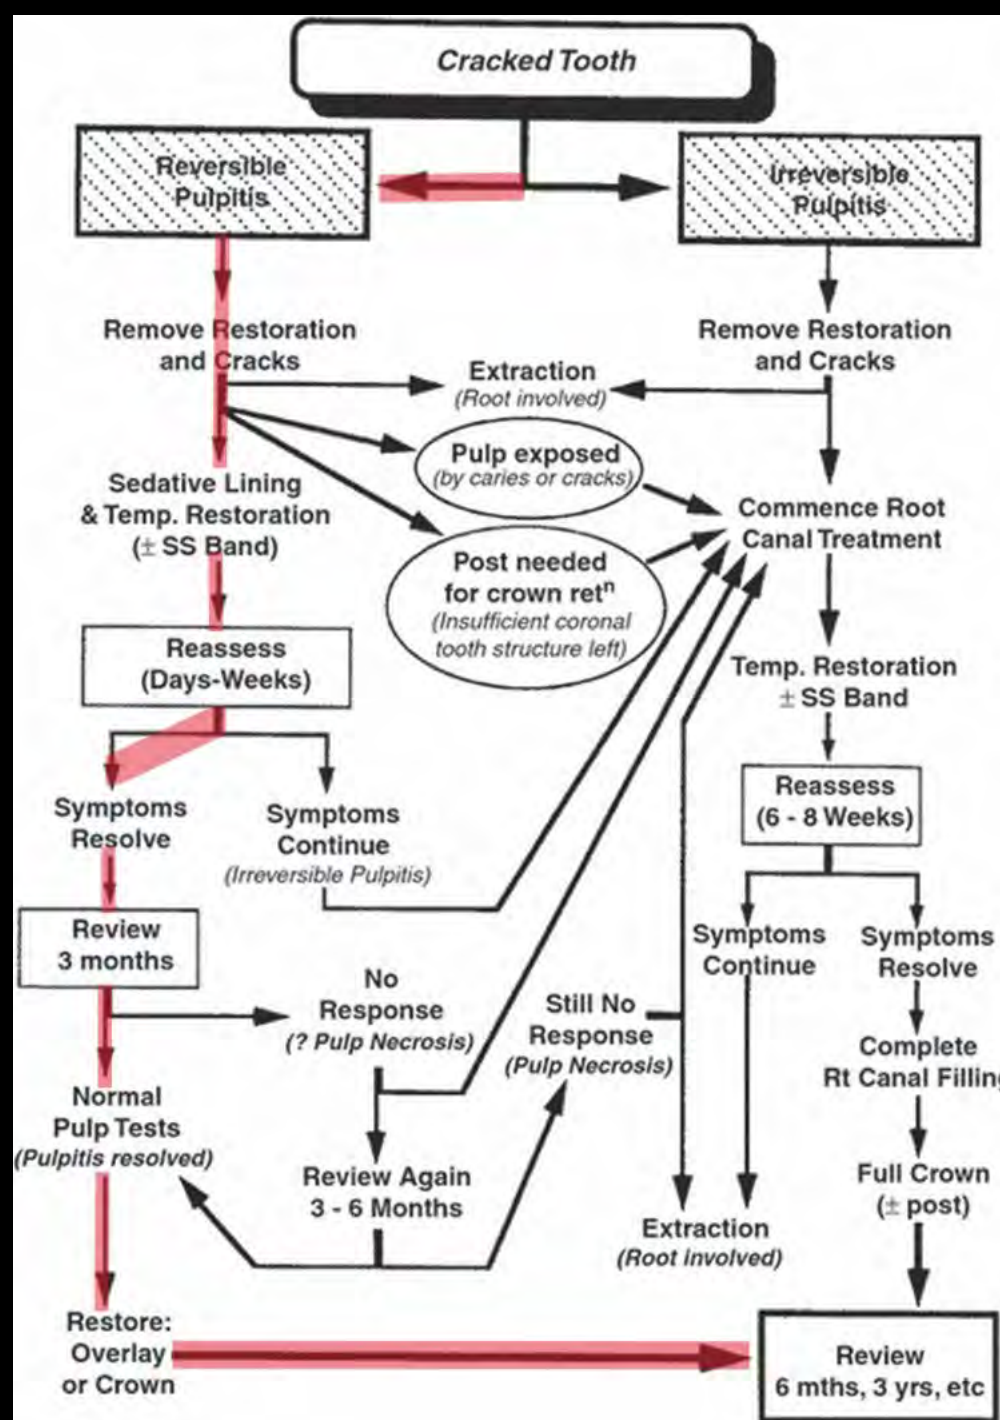 Cracked Tooth
Reversible
Pulpitis
Irreversible
Pulpitis
Remove Restoration
and Cracks
Remove Restoration
and Cracks
Extraction
(Root involved)
Pulp exposed
(by caries or cracks)
Sedative Lining
& Temp. Restoration
(± SS Band)
Commence Root
Canal Treatment
Post needed
for crown retⁿ
(Insufficient coronal
tooth structure left)
Reassess
(Days-Weeks)
Temp. Restoration
± SS Band
Symptoms
Resolve
Symptoms
Continue
(Irreversible Pulpitis)
Reassess
(6 - 8 Weeks)
Review
3 months
Symptoms
Continue
Symptoms
Resolve
No
Response
(? Pulp Necrosis)
Still No
Response
(Pulp Necrosis)
Complete
Rt Canal Filling
Normal
Pulp Tests
(Pulpitis resolved)
Review Again
3 - 6 Months
Full Crown
(± post)
Extraction
(Root involved)
Restore:
Overlay
or Crown
Review
6 mths, 3 yrs, etc